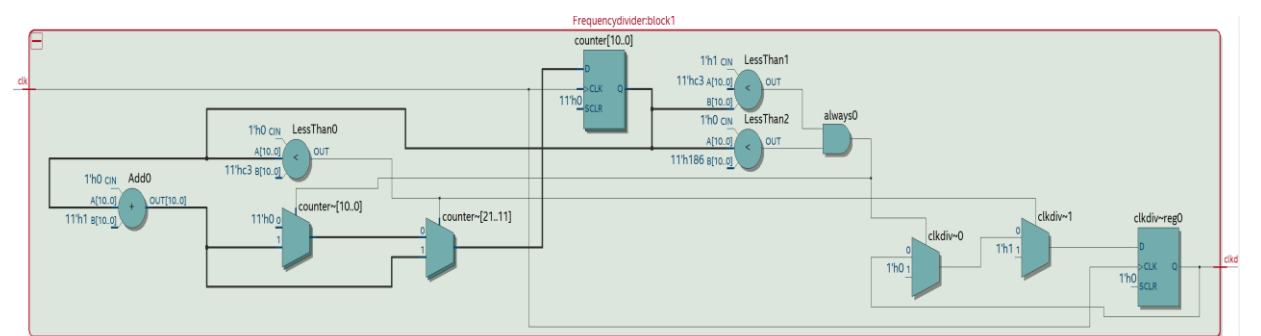 Frequencydivider:block1
clk
counter[10..0]
D
CLK
Q
11'h0
SCLR
1'h1 CIN
LessThan1
11'hc3 A[10..0]
<
OUT
B[10..0]
1'h0 CIN
LessThan2
A[10..0]
<
OUT
11'h186 B[10..0]
always0
1'h0 CIN
LessThan0
A[10..0]
<
OUT
11'hc3 B[10..0]
1'h0 CIN
Add0
A[10..0]
+
OUT[10..0]
11'h1 B[10..0]
counter~[10..0]
11'h0 0
1
counter~[21..11]
0
1
clkdiv~0
0
1'h0 1
clkdiv~1
0
1'h1 1
clkdiv~reg0
D
CLK
Q
1'h0
SCLR
clkd